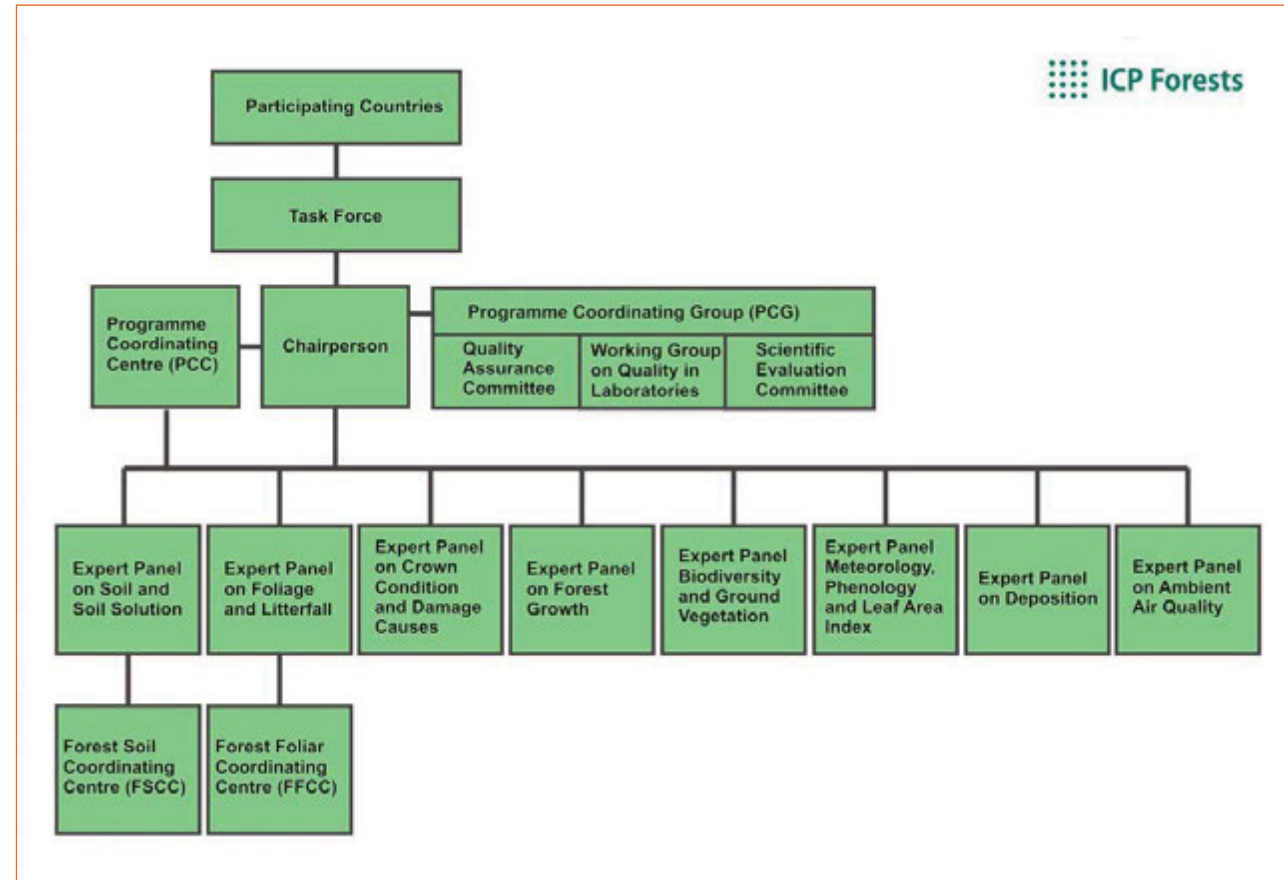 ICP Forests
Participating Countries
Task Force
Programme
Coordinating
Centre (PCC)
Chairperson
Programme Coordinating Group (PCG)
Quality
Assurance
Committee
Working Group
on Quality in
Laboratories
Scientific
Evaluation
Committee
Expert Panel
on Soil and
Soil Solution
Expert Panel
on Foliage
and Litterfall
Expert Panel
on Crown
Condition
and Damage
Causes
Expert Panel
on Forest
Growth
Expert Panel
Biodiversity
and Ground
Vegetation
Expert Panel
Meteorology,
Phenology
and Leaf Area
Index
Expert Panel
on Deposition
Expert Panel
on Ambient
Air Quality
Forest Soil
Coordinating
Centre (FSCC)
Forest Foliar
Coordinating
Centre (FFCC)